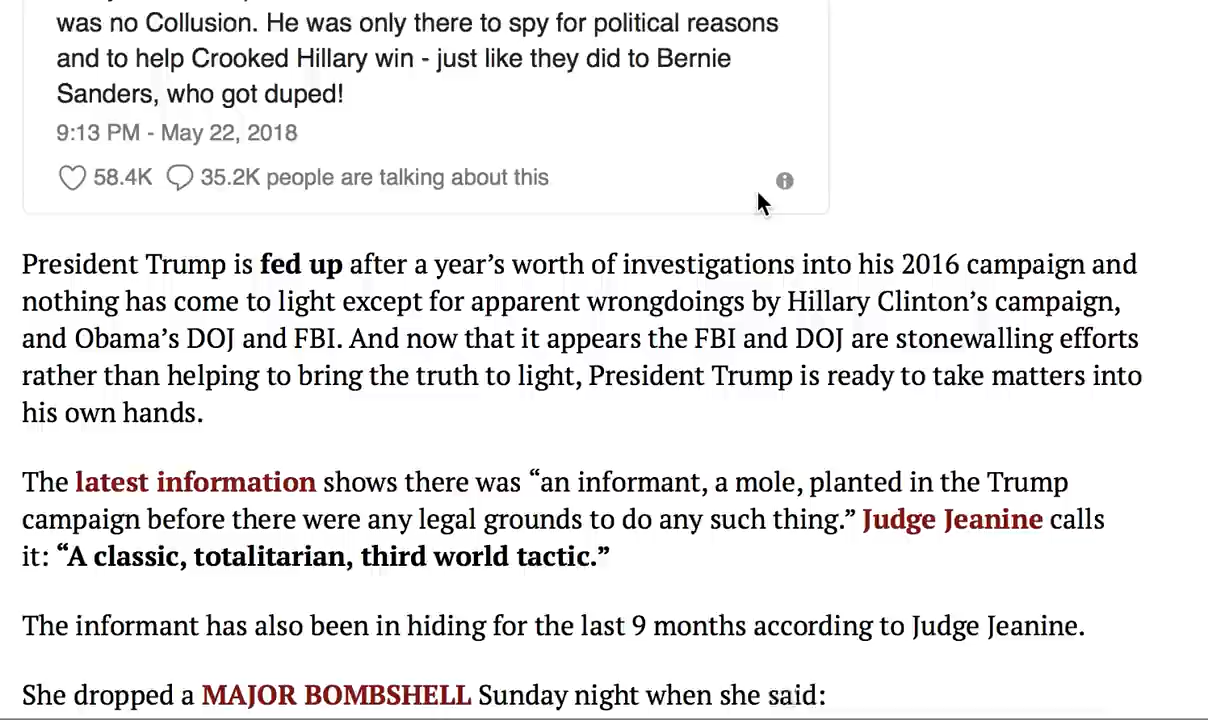 was no Collusion. He was only there to spy for political reasons
and to help Crooked Hillary win - just like they did to Bernie
Sanders, who got duped!
9:13 PM - May 22, 2018
58.4K 35.2K people are talking about this
President Trump is fed up after a year’s worth of investigations into his 2016 campaign and
nothing has come to light except for apparent wrongdoings by Hillary Clinton’s campaign,
and Obama’s DOJ and FBI. And now that it appears the FBI and DOJ are stonewalling efforts
rather than helping to bring the truth to light, President Trump is ready to take matters into
his own hands.
The latest information shows there was “an informant, a mole, planted in the Trump
campaign before there were any legal grounds to do any such thing.” Judge Jeanine calls
it: “A classic, totalitarian, third world tactic.”
The informant has also been in hiding for the last 9 months according to Judge Jeanine.
She dropped a MAJOR BOMBSHELL Sunday night when she said: